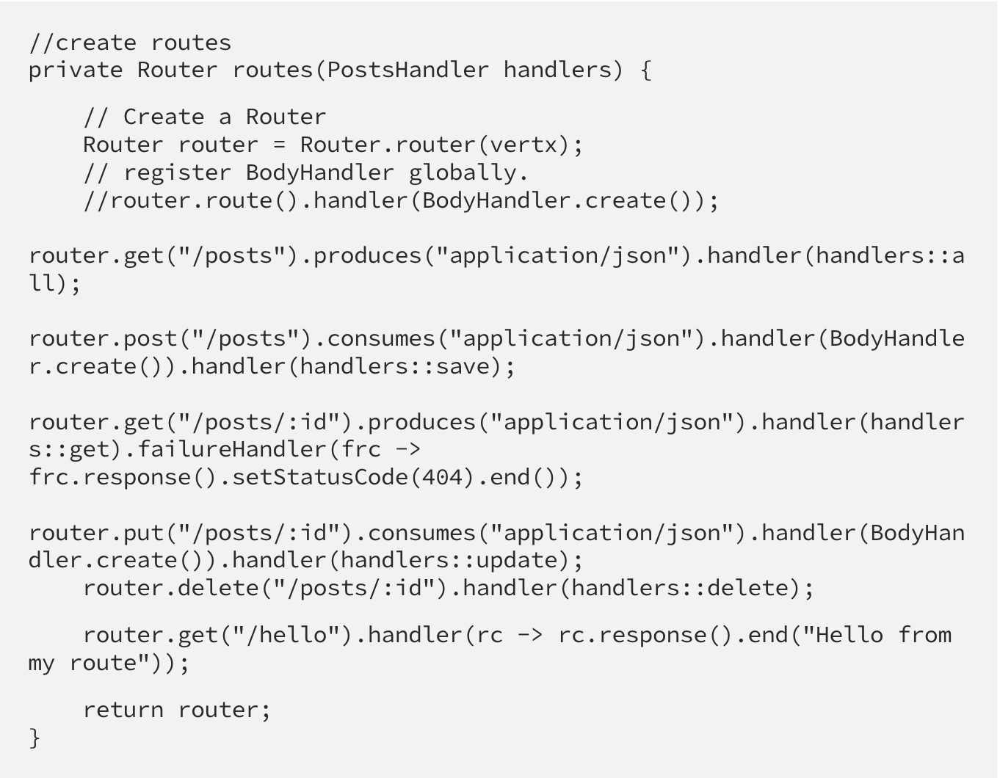 //create routes
private Router routes(PostsHandler handlers) {
    // Create a Router
    Router router = Router.router(vertx);
    // register BodyHandler globally.
    //router.route().handler(BodyHandler.create());
router.get("/posts").produces("application/json").handler(handlers::a
ll);
router.post("/posts").consumes("application/json").handler(BodyHandle
r.create()).handler(handlers::save);
router.get("/posts/:id").produces("application/json").handler(handler
s::get).failureHandler(frc ->
frc.response().setStatusCode(404).end());
router.put("/posts/:id").consumes("application/json").handler(BodyHan
dler.create()).handler(handlers::update);
    router.delete("/posts/:id").handler(handlers::delete);
    router.get("/hello").handler(rc -> rc.response().end("Hello from
my route"));
    return router;
}